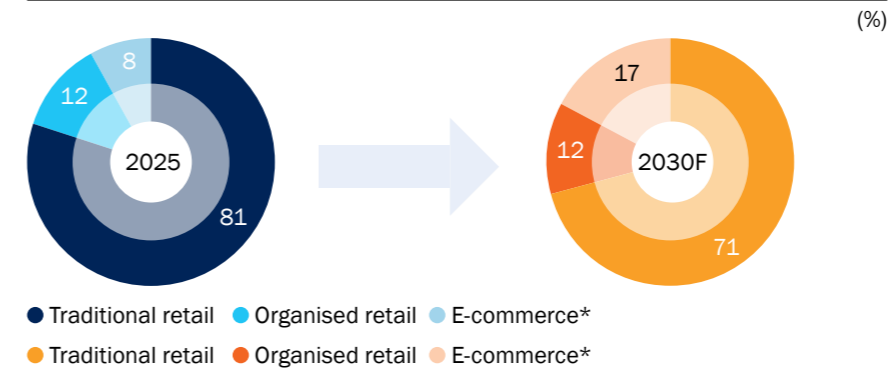 (%)
8
12
2025
81
17
12
2030F
71
Traditional retail Organised retail E-commerce*
Traditional retail Organised retail E-commerce*